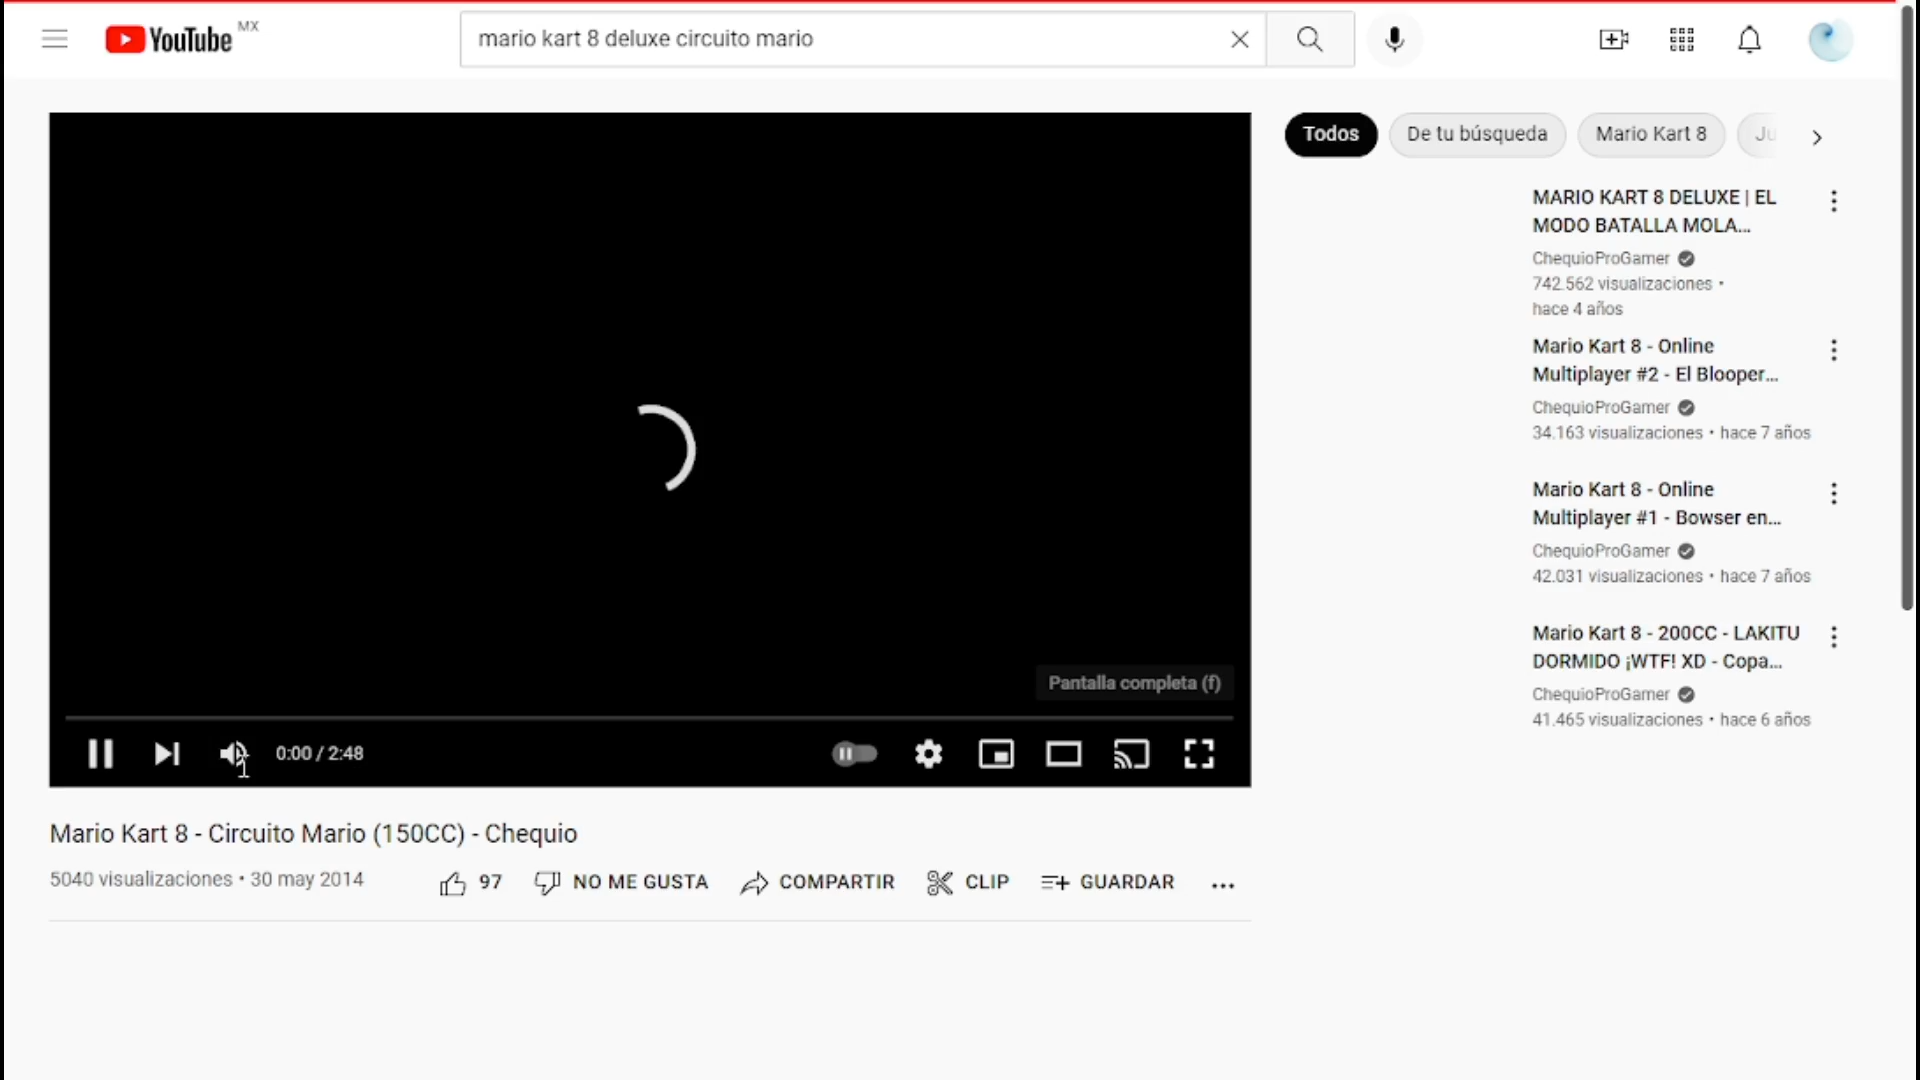 YouTube MX
mario kart 8 deluxe circuito mario
Todos
De tu búsqueda
Mario Kart 8
Ju
MARIO KART 8 DELUXE | EL
MODO BATALLA MOLA...
ChequioProGamer
742.562 visualizaciones •
hace 4 años
Mario Kart 8 - Online
Multiplayer #2 - El Blooper...
ChequioProGamer
34.163 visualizaciones • hace 7 años
Mario Kart 8 - Online
Multiplayer #1 - Bowser en...
ChequioProGamer
42.031 visualizaciones • hace 7 años
Mario Kart 8 - 200CC - LAKITU
DORMIDO ¡WTF! XD - Copa...
ChequioProGamer
41.465 visualizaciones • hace 6 años
Pantalla completa (f)
0:00 / 2:48
Mario Kart 8 - Circuito Mario (150CC) - Chequio
5040 visualizaciones • 30 may 2014
97
NO ME GUSTA
COMPARTIR
CLIP
GUARDAR